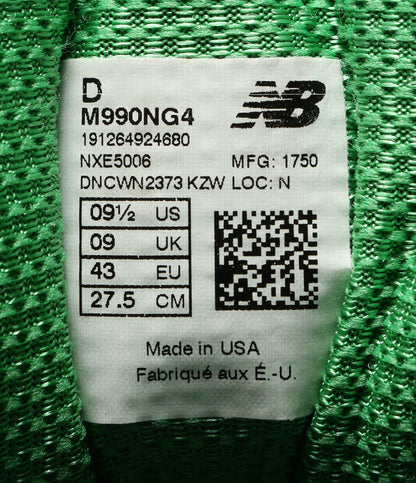 D
M990NG4
NB
191264924680
NXE5006 MFG: 1750
DNCWN2373 KZW LOC: N
09½ US
09 UK
43 EU
27.5 CM
Made in USA
Fabriqué aux É.-U.